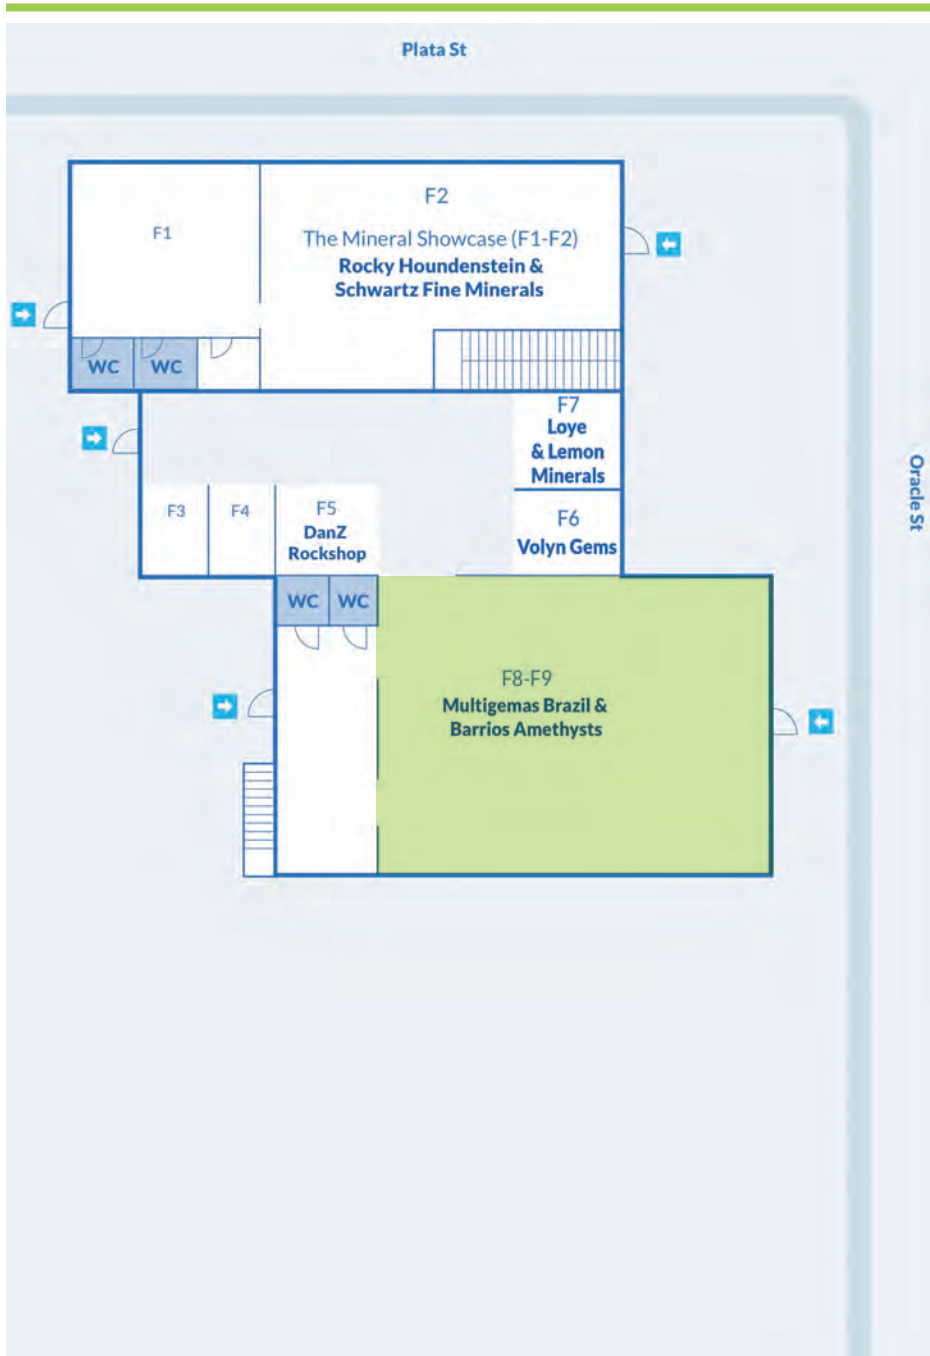 Plata St
F1
F2
The Mineral Showcase (F1-F2)
Rocky Houndenstein &
Schwartz Fine Minerals
WC
WC
F7
Loye
& Lemon
Minerals
Oracle St
F3
F4
F5
DanZ
Rockshop
F6
Volyn Gems
WC
WC
F8-F9
Multigemas Brazil &
Barrios Amethysts